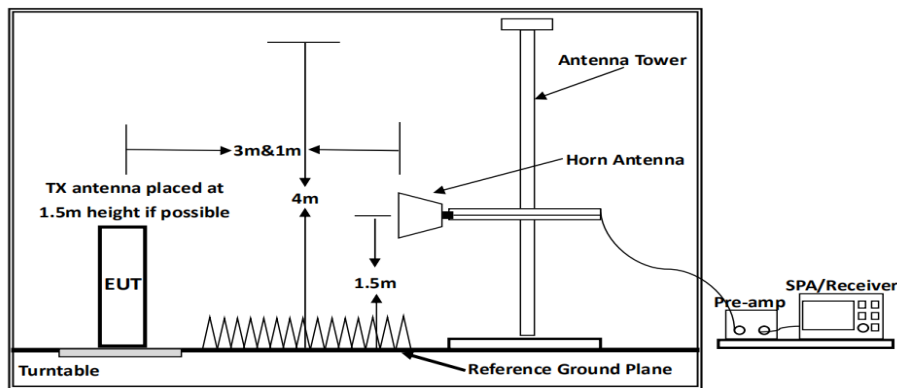 Antenna Tower
3m&1m
Horn Antenna
TX antenna placed at
1.5m height if possible
4m
EUT
1.5m
SPA/Receiver
Pre-amp
Turntable
Reference Ground Plane